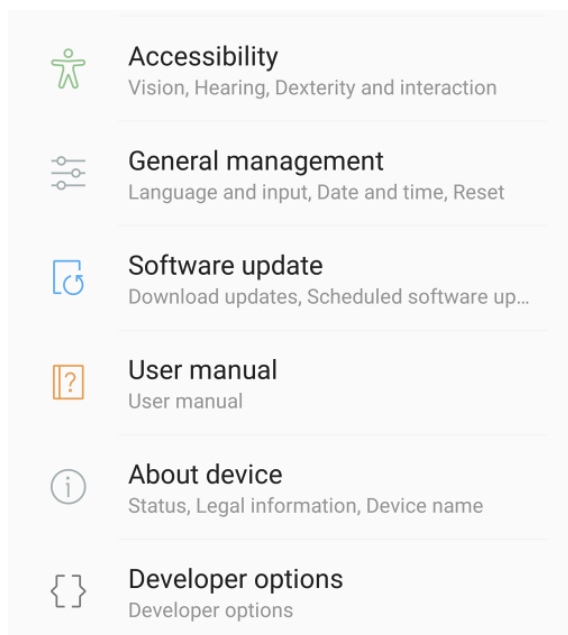 Accessibility
Vision, Hearing, Dexterity and interaction
General management
Language and input, Date and time, Reset
Software update
Download updates, Scheduled software up...
User manual
User manual
About device
Status, Legal information, Device name
Developer options
Developer options